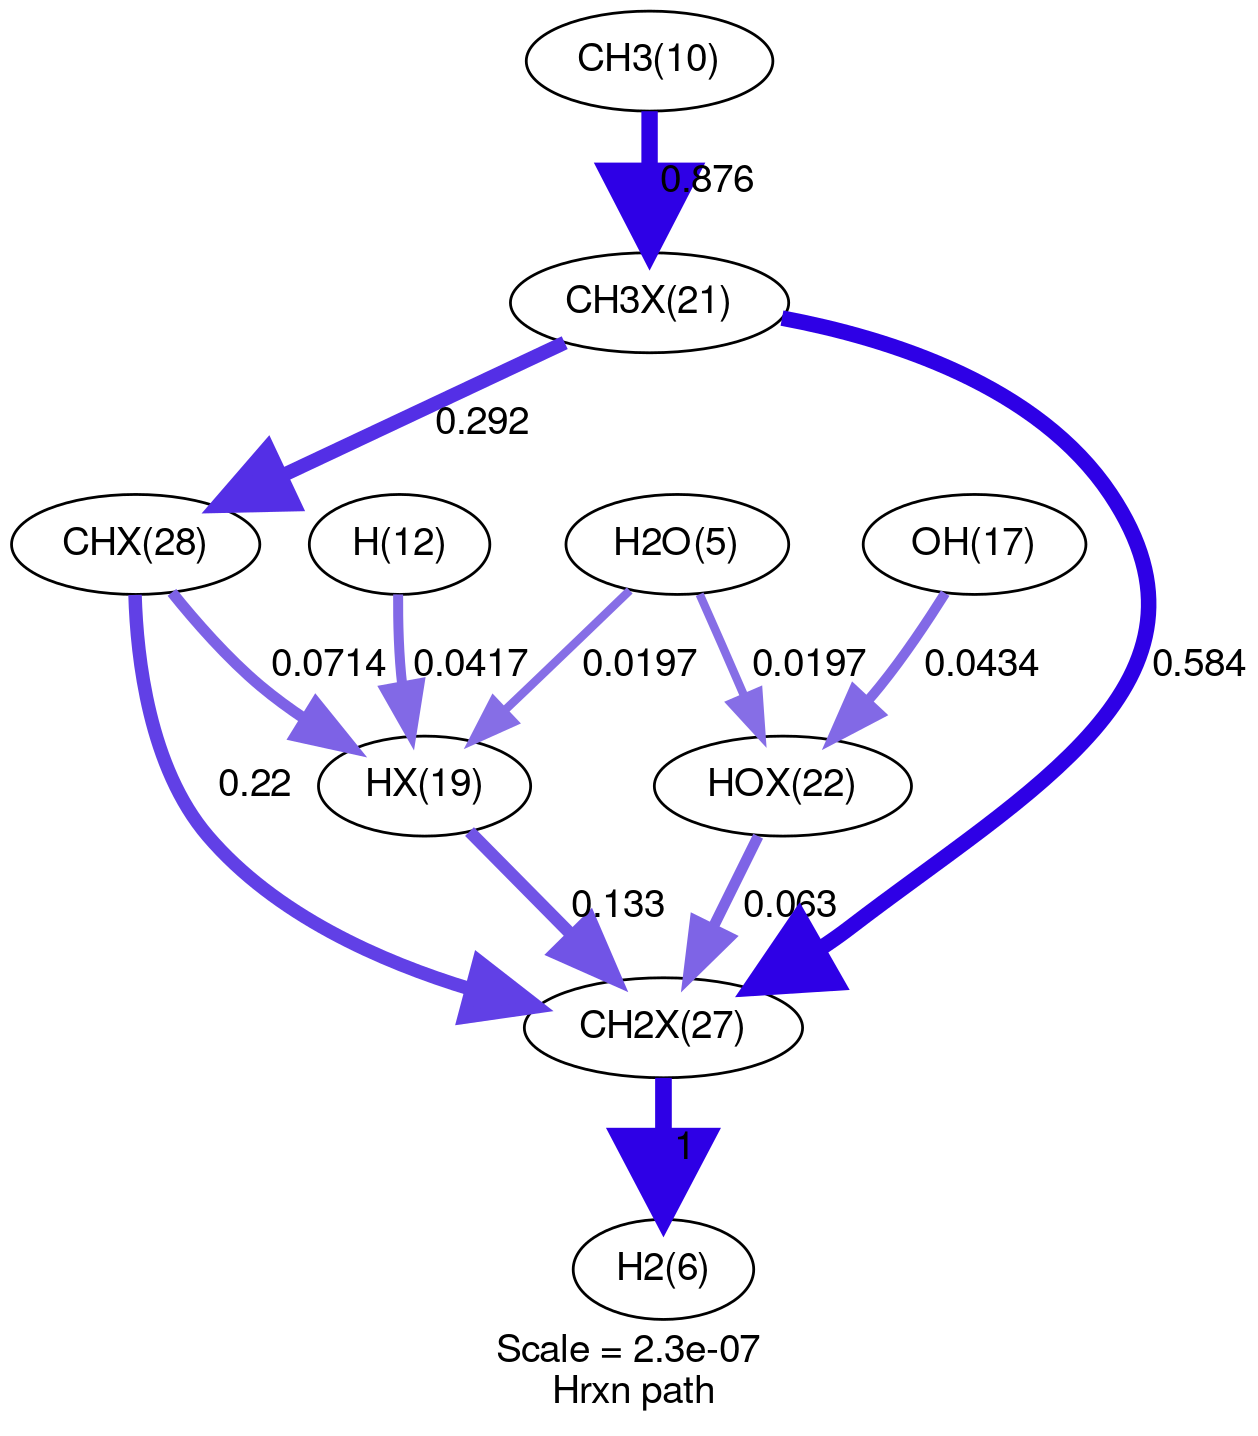 CH3(10)
0.876
CH3X(21)
0.292
CHX(28)
H(12)
H2O(5)
OH(17)
0.0714
0.0417
0.0197
0.0197
0.0434
0.584
0.22
HX(19)
HOX(22)
0.133
0.063
CH2X(27)
1
H2(6)
Scale = 2.3e-07
Hrxn path